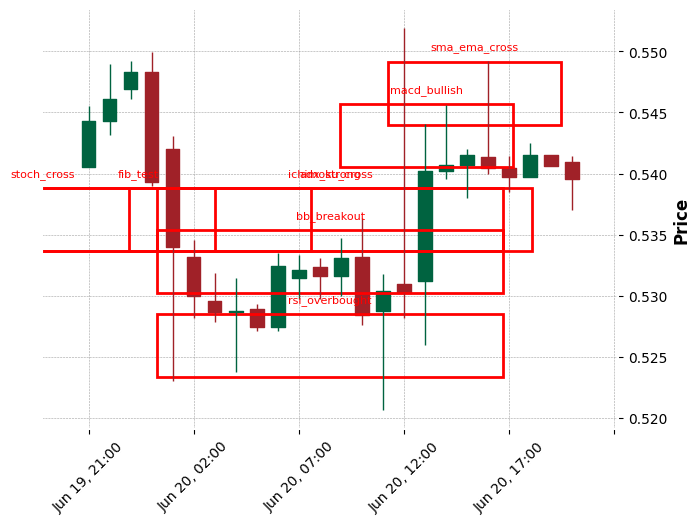 sma_ema_cross
0.550
macd_bullish
0.545
stoch_cross
fib_
0.540
bb_breakout
0.535
0.530
rsi_overbought
0.525
0.520
Price
Jun 19, 21:00
Jun 20, 02:00
Jun 20, 07:00
Jun 20, 12:00
Jun 20, 17:00